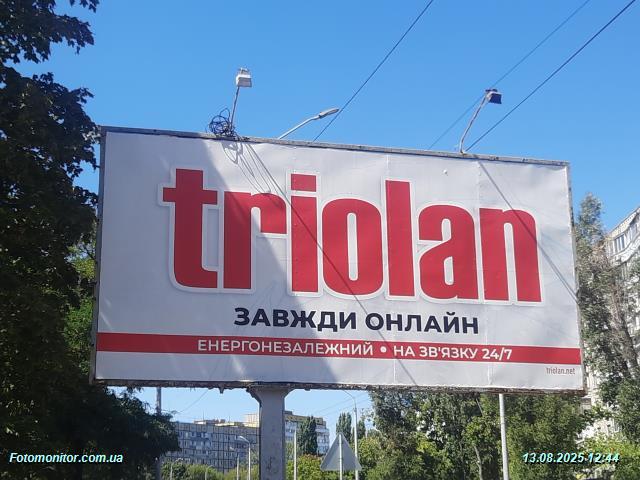 triolan
ЗАВЖДИ ОНЛАЙН
ЕНЕРГОНЕЗАЛЕЖНИЙ • НА ЗВ'ЯЗКУ 24/7
triolan.net
Fotomonitor.com.ua
13.08.2025 12:44